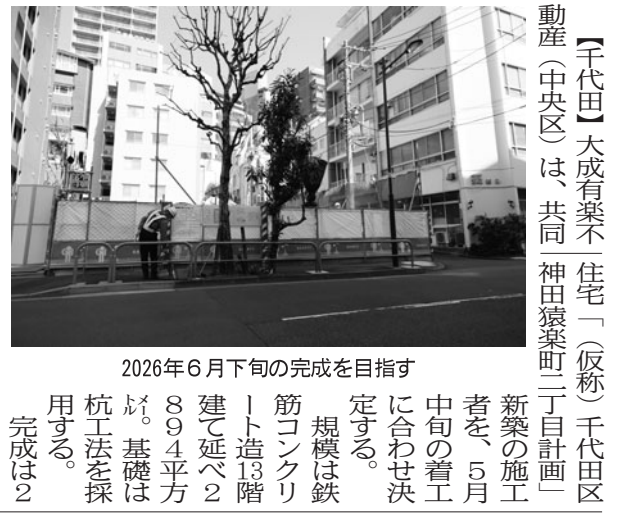 【千代田】大成有楽不
動産（中央区）は、共同
住宅「（仮称）千代田区
神田猿楽町二丁目計画」
新築の施工
者を、５月
中旬の着工
に合わせ決
定する。
規模は鉄
筋コンクリ
ート造13階
建て延べ２
８９４平方
㍍。基礎は
杭工法を採
用する。
完成は２
2026年６月下旬の完成を目指す